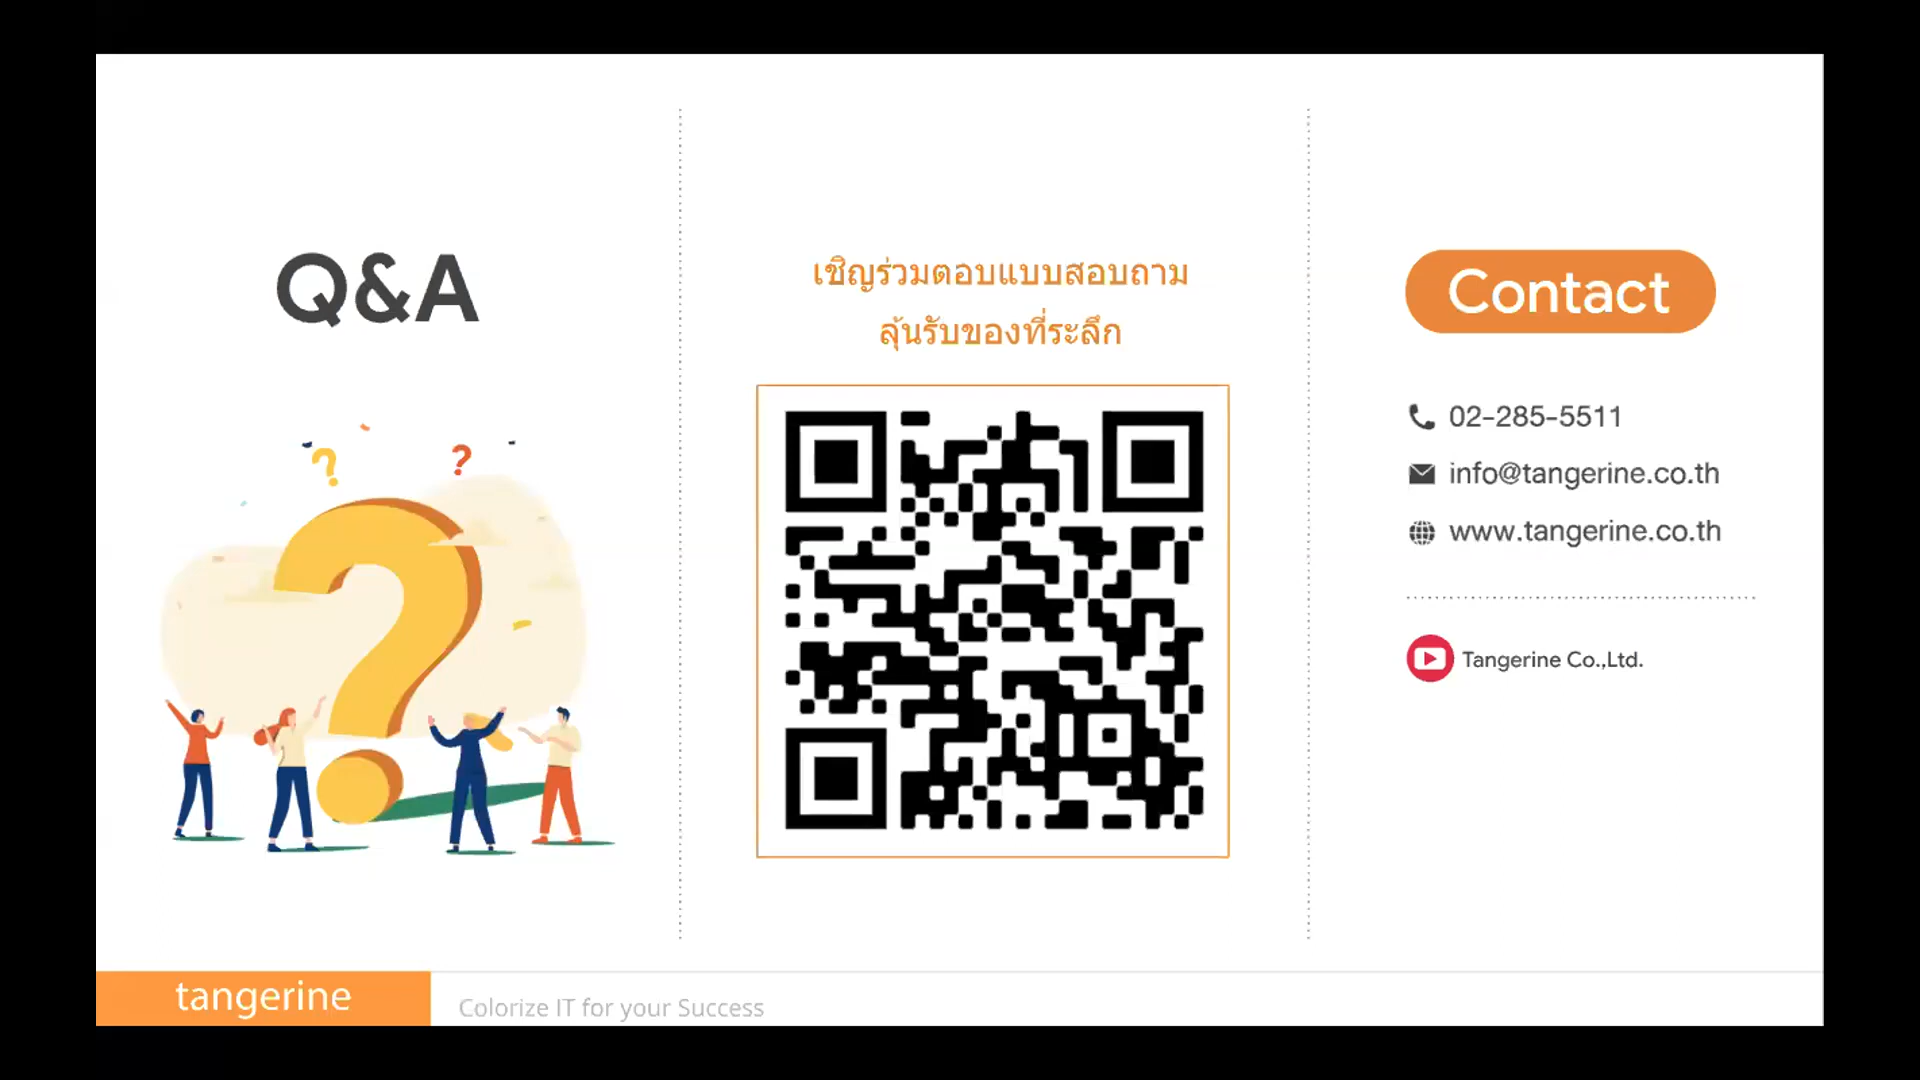 Q&A
เชิญร่วมตอบแบบสอบถาม
ลุ้นรับของที่ระลึก
Contact
02-285-5511
info@tangerine.co.th
www.tangerine.co.th
Tangerine Co.,Ltd.
tangerine
Colorize IT for your Success